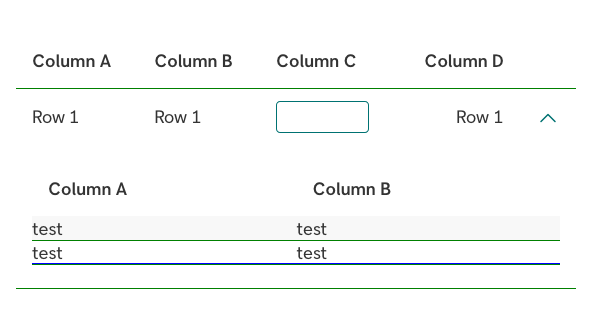 Column A Column B Column C Column D
Row 1 Row 1 Row 1
Column A Column B
test test
test test